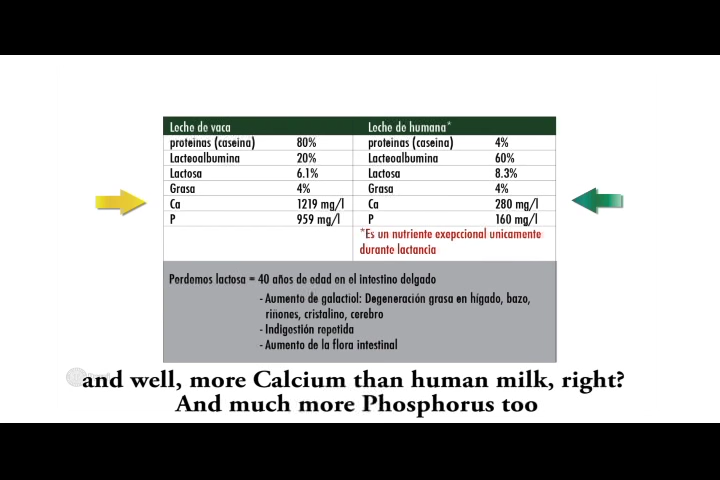 Leche de vaca Leche de humana*
proteinas (caseina) 80% proteinas (caseina) 4%
Lacteoalbumina 20% Lacteoalbumina 60%
Lactosa 6.1% Lactosa 8.3%
Grasa 4% Grasa 4%
Ca 1219 mg/l Ca 280 mg/l
P 959 mg/l P 160 mg/l
*Es un nutriente exepccional unicamente
durante lactancia
Perdemos lactosa = 40 años de edad en el intestino delgado
- Aumento de galactiol: Degeneración grasa en hígado, bazo,
riñones, cristalino, cerebro
- Indigestión repetida
- Aumento de la flora intestinal
and well, more Calcium than human milk, right?
And much more Phosphorus too